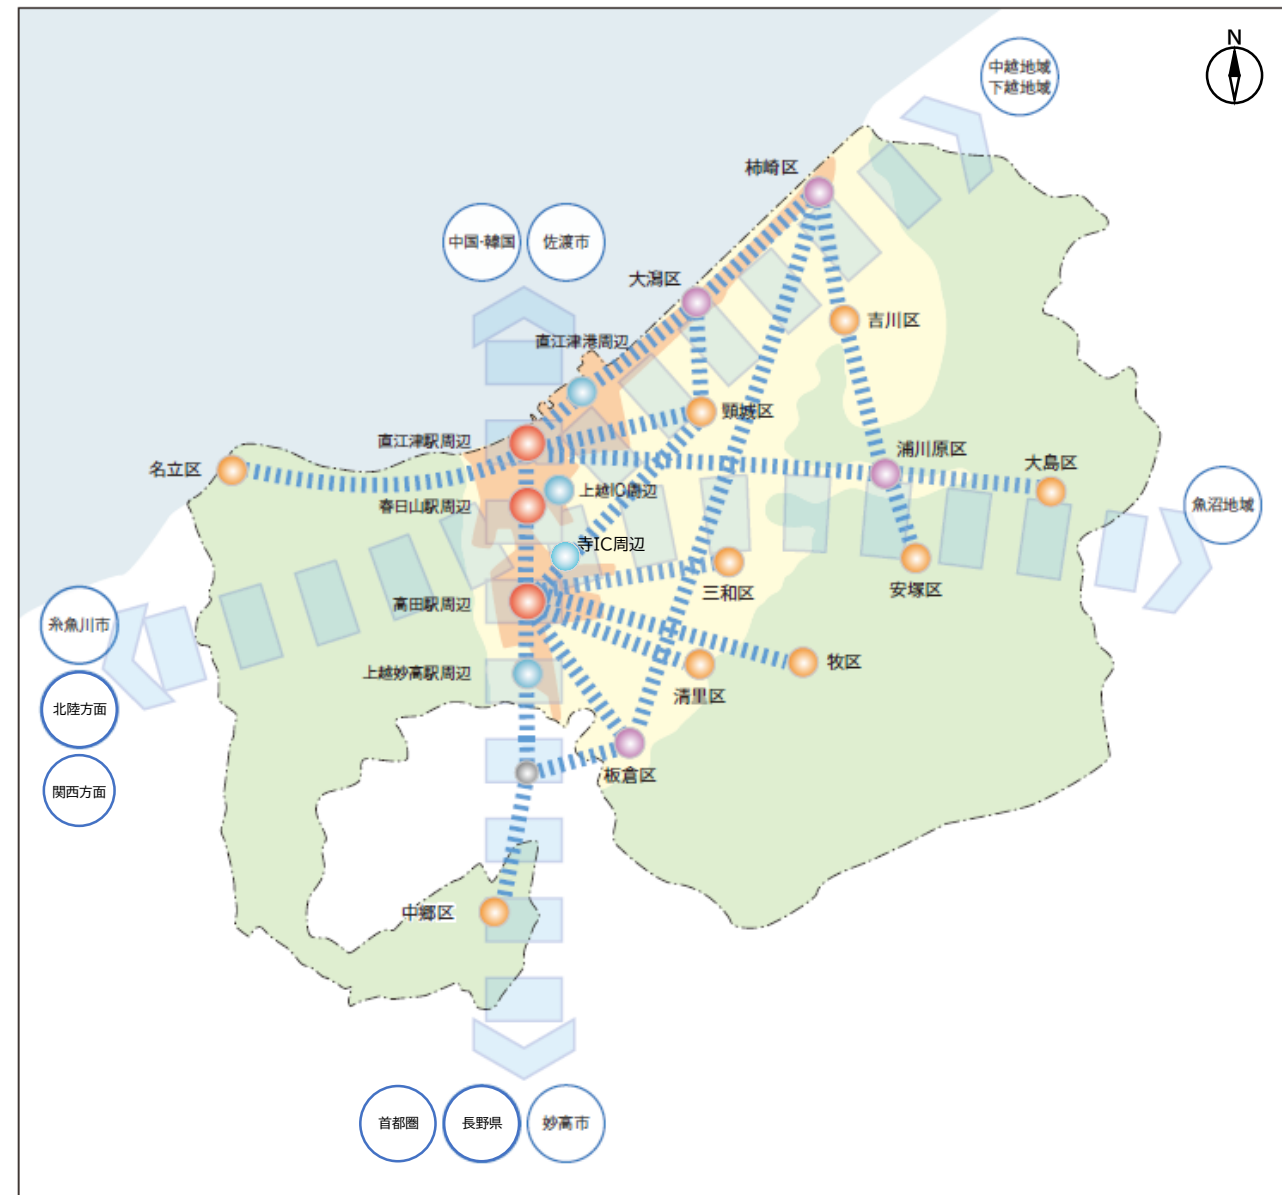 N
中越地域
下越地域
柿崎区
中国·韓国
佐渡市
大潟区
吉川区
直江津港周辺
頸城区
直江津駅周辺
浦川原区
大島区
名立区
上越IC周辺
春日山駅周辺
魚沼地域
寺IC周辺
三和区
安塚区
高田駅周辺
糸魚川市
牧区
上越妙高駅周辺
清里区
北陸方面
板倉区
関西方面
中郷区
首都圏
長野県
妙高市